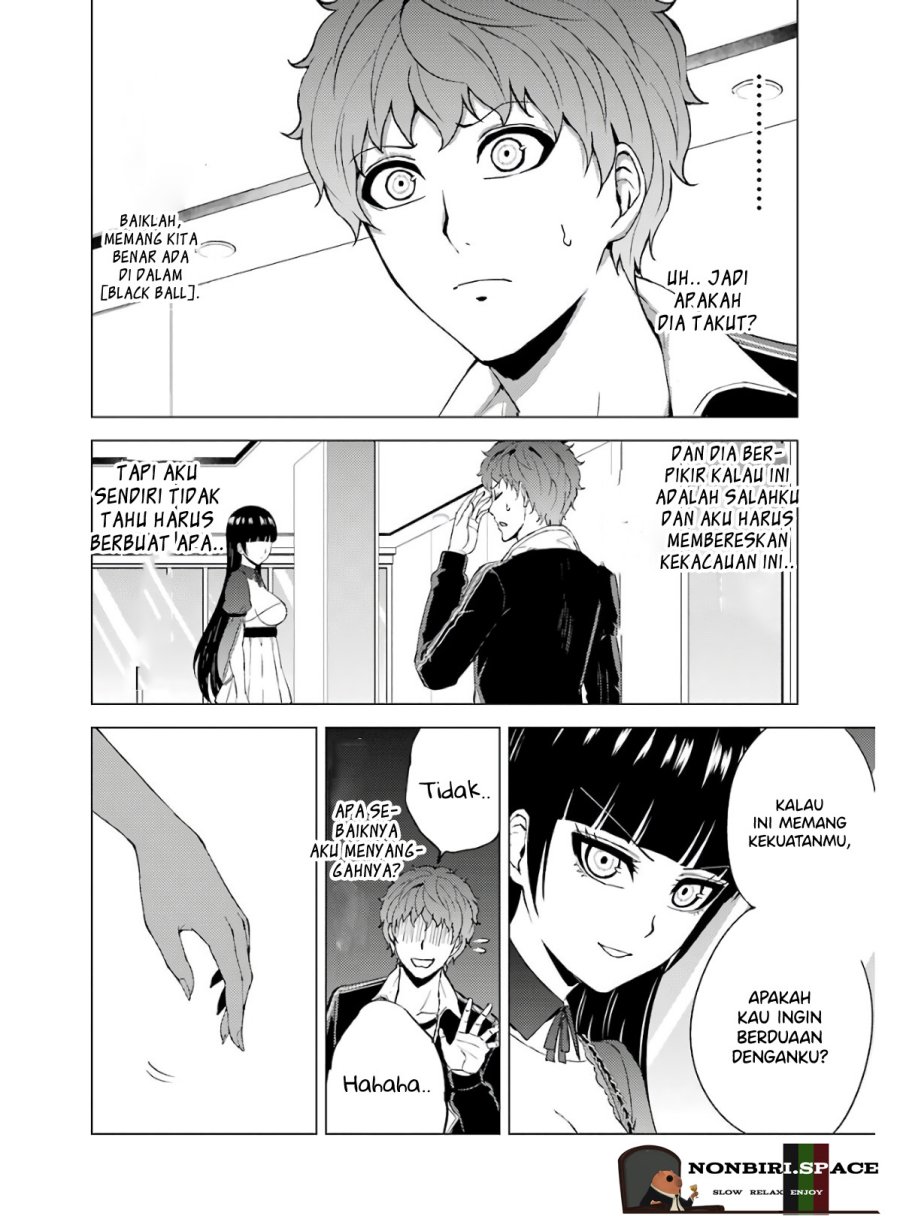 ..........
UH.. JADI
APAKAH
DIA TAKUT?
BAIKLAH,
MEMANG KITA
BENAR ADA
DI DALAM
[BLACK BALL].
DAN DIA BER-
PIKIR KALAU INI
ADALAH SALAHKU
DAN AKU HARUS
MEMBERESKAN
KEKACAUAN INI..
TAPI AKU
SENDIRI TIDAK
TAHU HARUS
BERBUAT APA..
KALAU
INI MEMANG
KEKUATANMU,
APAKAH
KAU INGIN
BERDUAAN
DENGANKU?
Tidak..
APA SE-
BAIKNYA
AKU MENYANG-
GAHNYA?
Hahaha..
NONBIRI.SPACE
SLOW RELAX ENJOY